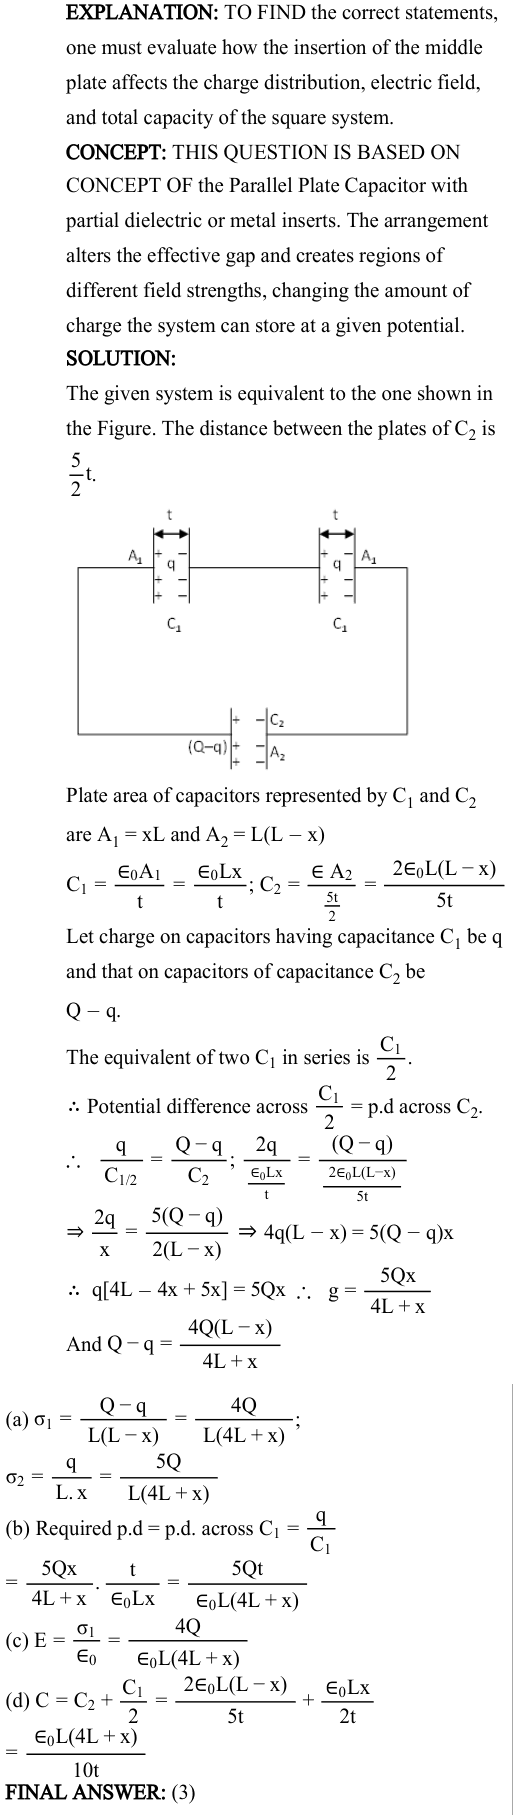 EXPLANATION: TO FIND the correct statements,
one must evaluate how the insertion of the middle
plate affects the charge distribution, electric field,
and total capacity of the square system.
CONCEPT: THIS QUESTION IS BASED ON
CONCEPT OF the Parallel Plate Capacitor with
partial dielectric or metal inserts. The arrangement
alters the effective gap and creates regions of
different field strengths, changing the amount of
charge the system can store at a given potential.
SOLUTION:
The given system is equivalent to the one shown in
the Figure. The distance between the plates of C₂ is
5/2 t.
t t
A₁ + − q + − + − + − q + − + − A₁
C₁ C₁
+ − C₂
(Q−q) + − A₂
+ −
Plate area of capacitors represented by C₁ and C₂
are A₁ = xL and A₂ = L(L − x)
C₁ = ∈₀A₁/t = ∈₀Lx/t; C₂ = ∈ A₂/(5t/2) = 2∈₀L(L − x)/5t
Let charge on capacitors having capacitance C₁ be q
and that on capacitors of capacitance C₂ be
Q − q.
The equivalent of two C₁ in series is C₁/2.
∴ Potential difference across C₁/2 = p.d across C₂.
∴ q/C₁/₂ = (Q − q)/C₂; 2q/(∈₀Lx/t) = (Q − q)/(2∈₀L(L−x)/5t)
⇒ 2q/x = 5(Q − q)/2(L − x) ⇒ 4q(L − x) = 5(Q − q)x
∴ q[4L − 4x + 5x] = 5Qx ∴ g = 5Qx/(4L + x)
And Q − q = 4Q(L − x)/(4L + x)
(a) σ₁ = (Q − q)/L(L − x) = 4Q/L(4L + x);
σ₂ = q/L. x = 5Q/L(4L + x)
(b) Required p.d = p.d. across C₁ = q/C₁
= 5Qx/(4L + x) · t/∈₀Lx = 5Qt/∈₀L(4L + x)
(c) E = σ₁/∈₀ = 4Q/∈₀L(4L + x)
(d) C = C₂ + C₁/2 = 2∈₀L(L − x)/5t + ∈₀Lx/2t
= ∈₀L(4L + x)/10t
FINAL ANSWER: (3)